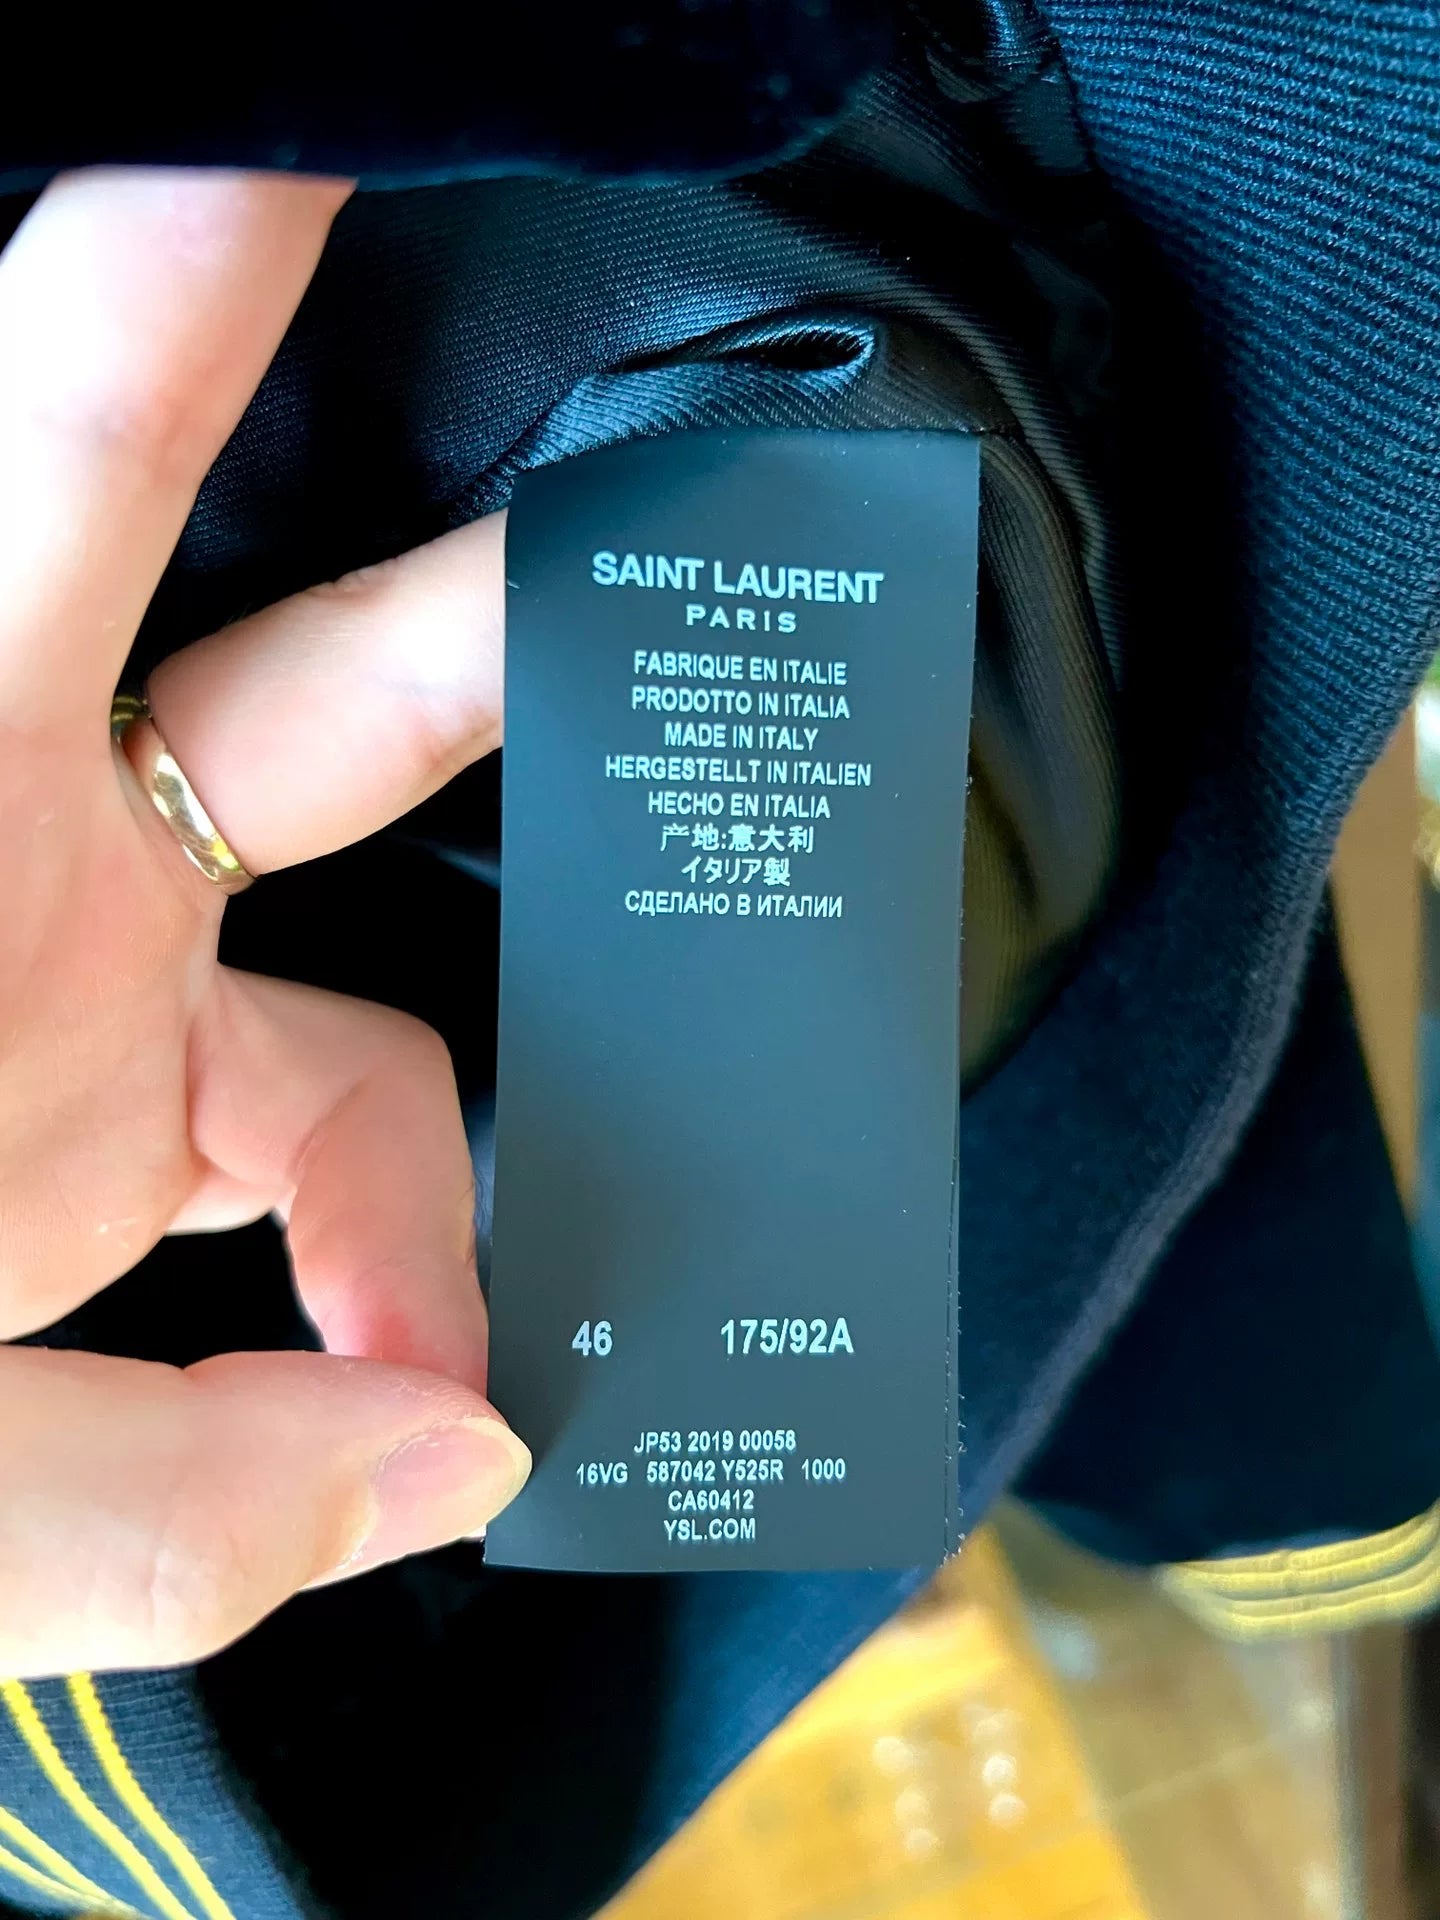 SAINT LAURENT
PARIS
FABRIQUE EN ITALIE
PRODOTTO IN ITALIA
MADE IN ITALY
HERGESTELLT IN ITALIEN
HECHO EN ITALIA
产地:意大利
イタリア製
СДЕЛАНО В ИТАЛИИ
46 175/92A
JP53 2019 00058
16VG 587042 Y525R 1000
CA60412
YSL.COM